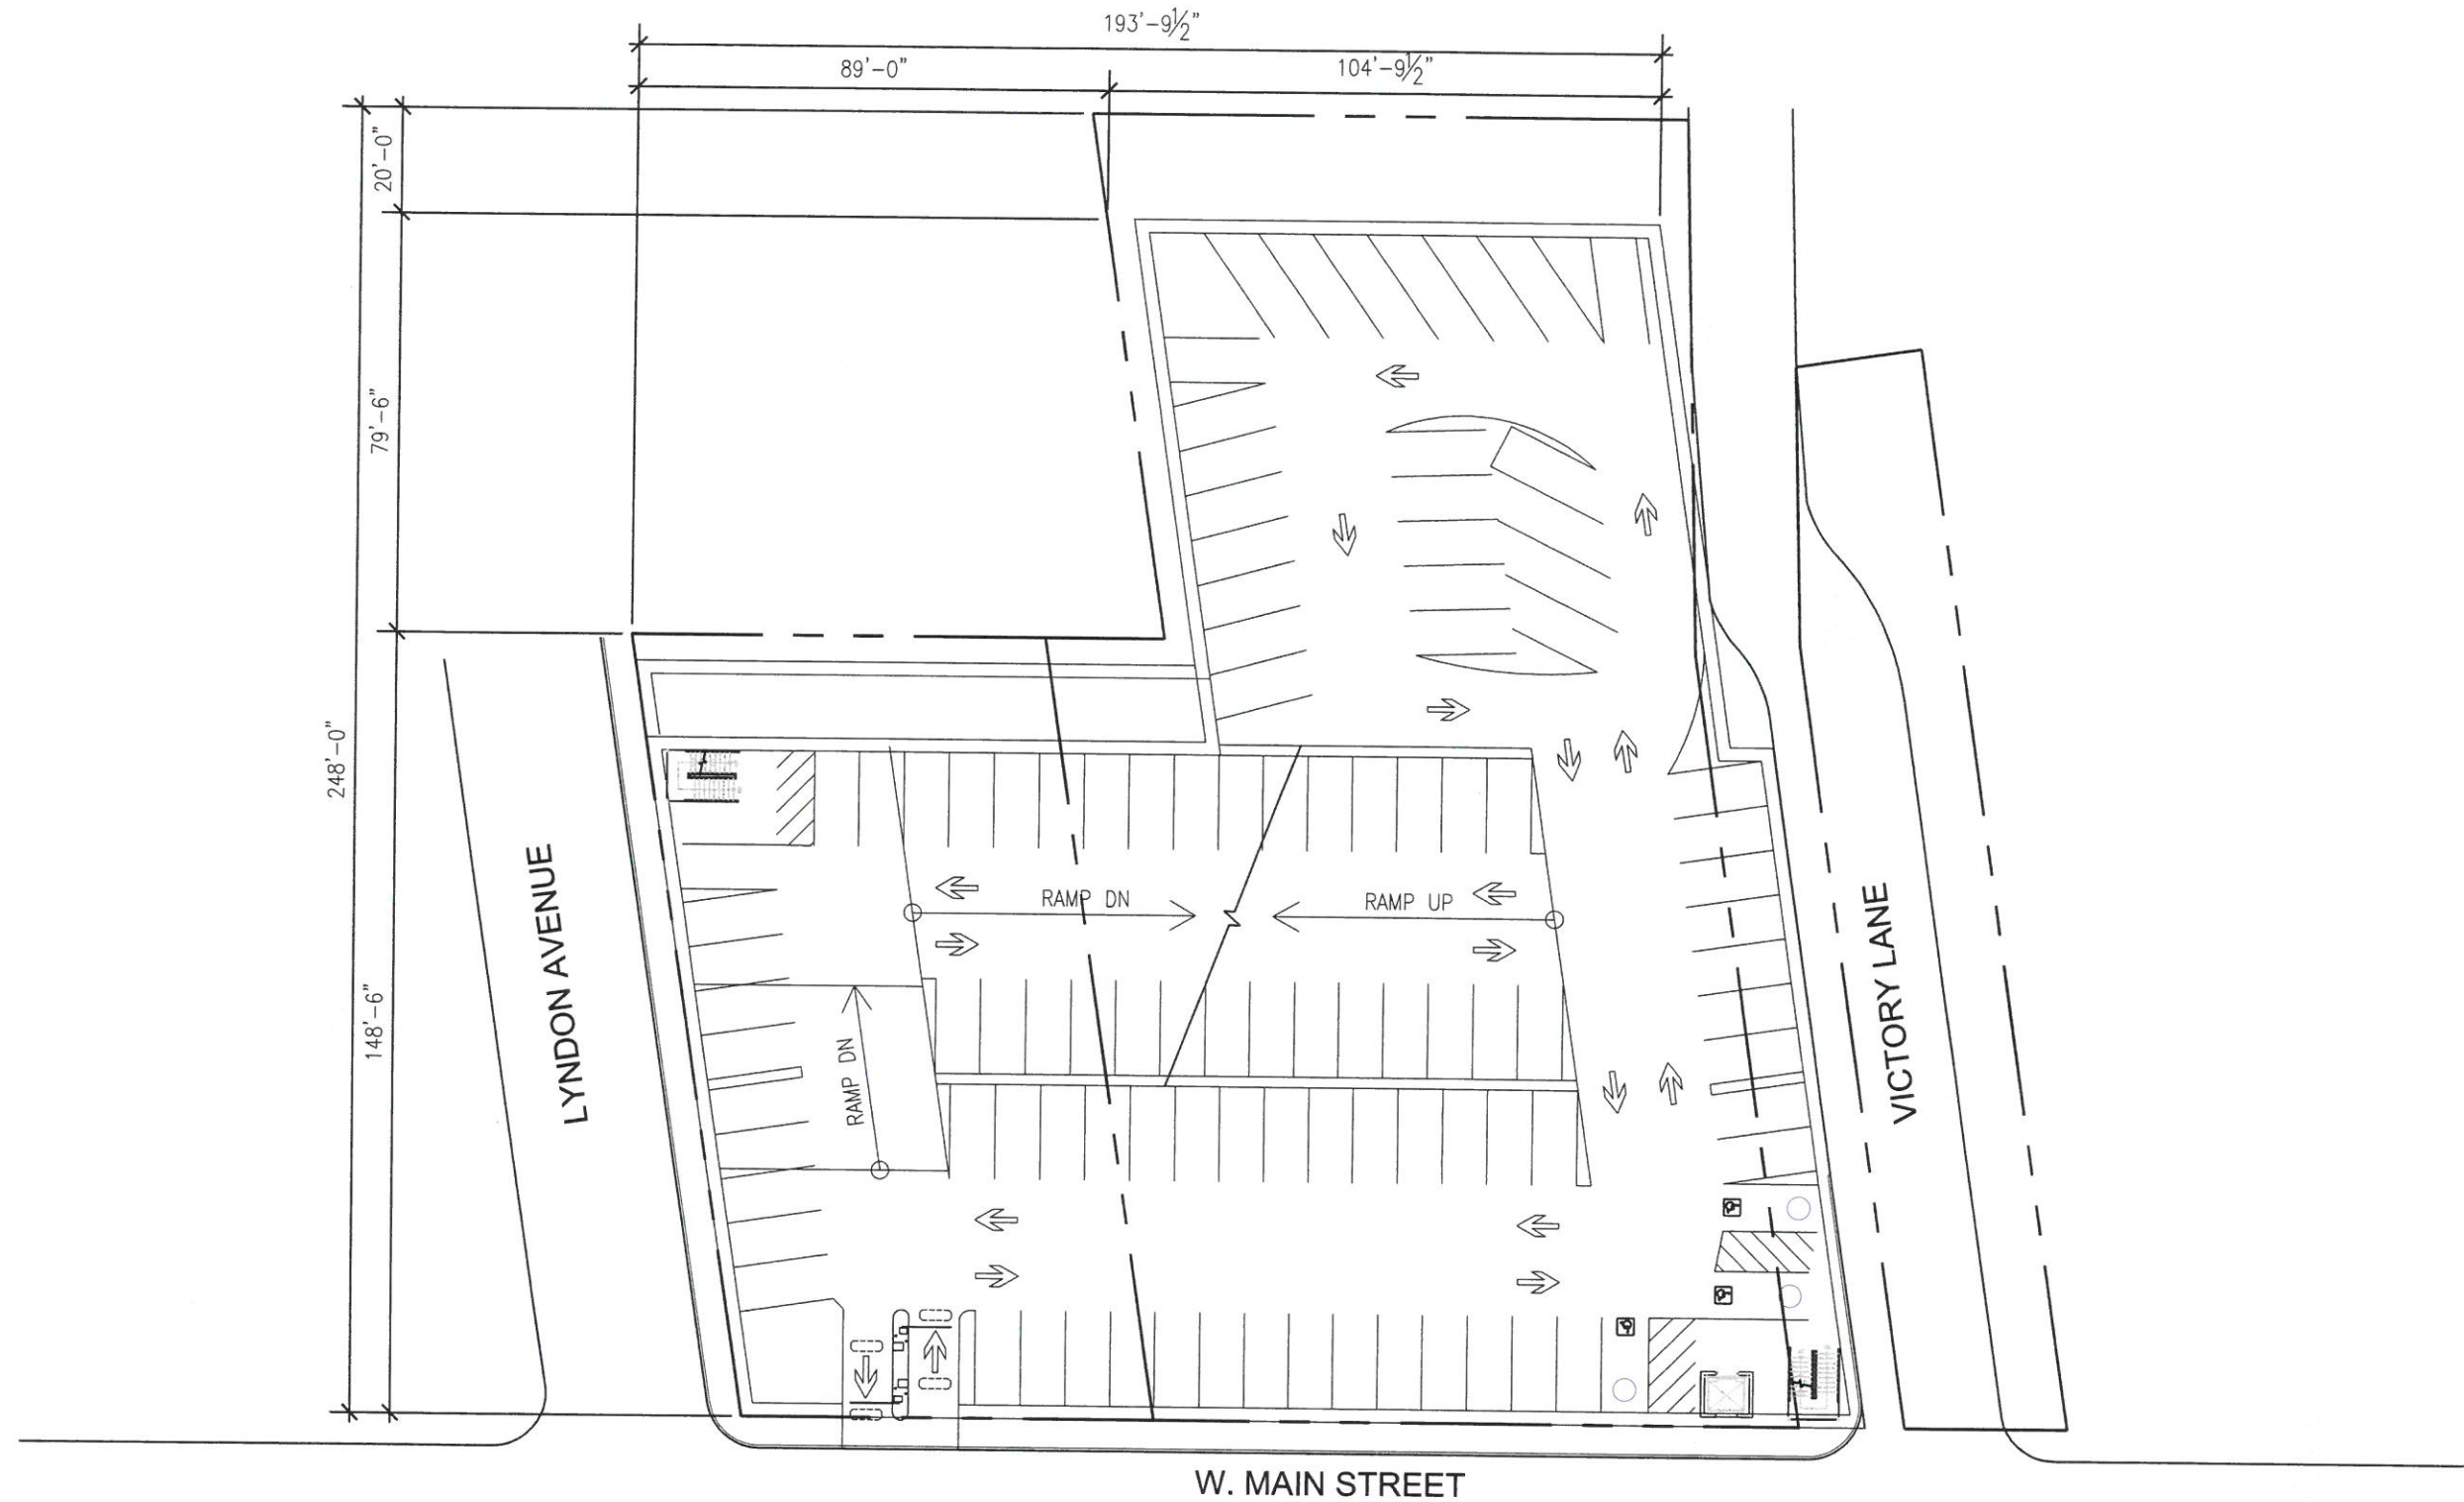 193'-9½"
89'-0"
104'-9½"
20'-0"
79'-6"
248'-0"
148'-6"
RAMP DN
RAMP UP
RAMP DN
LYNDON AVENUE
VICTORY LANE
W. MAIN STREET